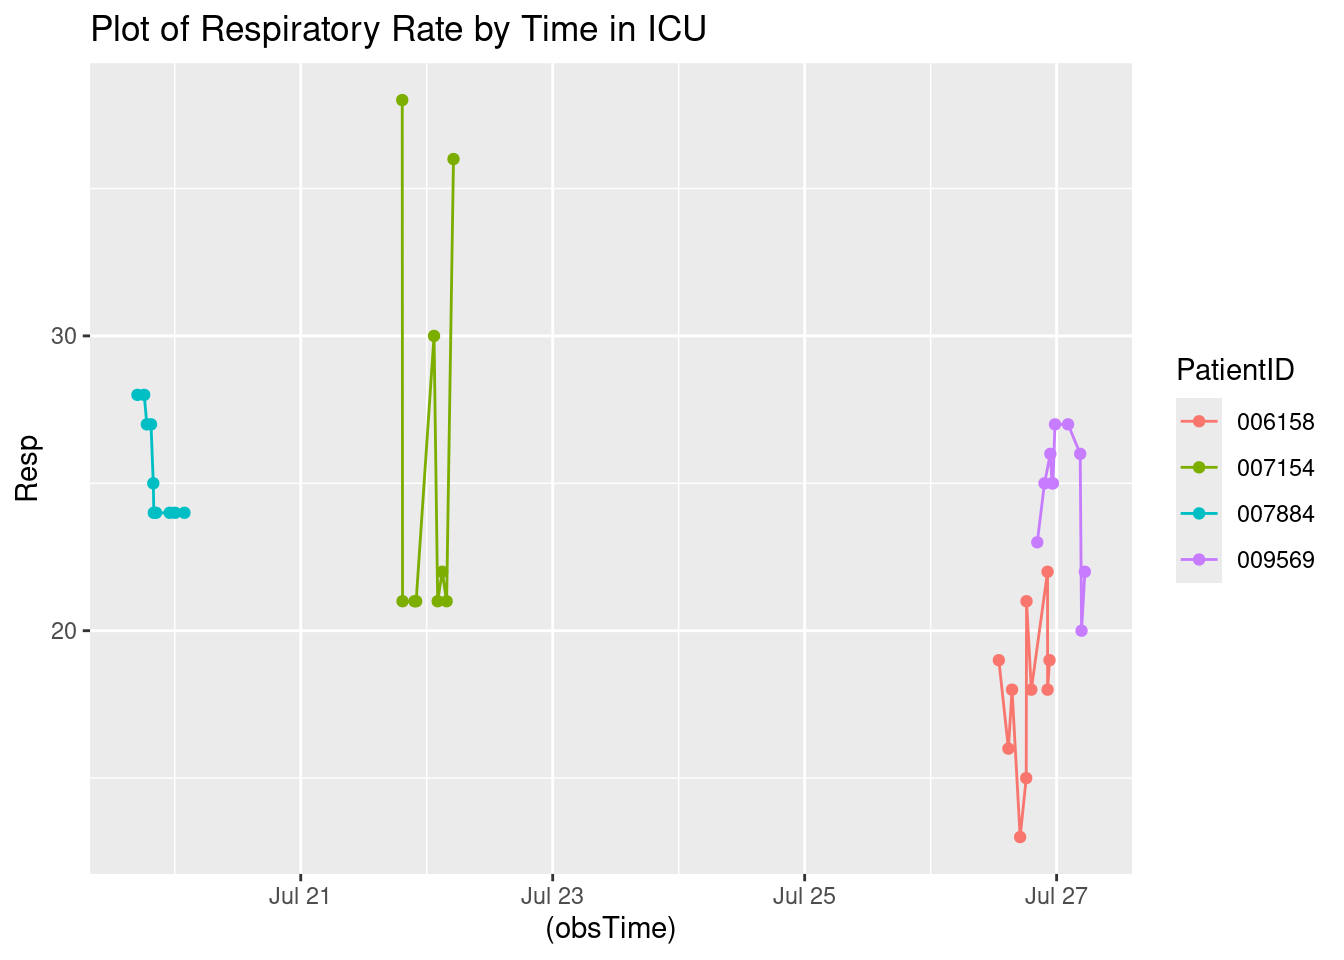 Plot of Respiratory Rate by Time in ICU
Resp
30
20
Jul 21
Jul 23
Jul 25
Jul 27
(obsTime)
PatientID
006158
007154
007884
009569